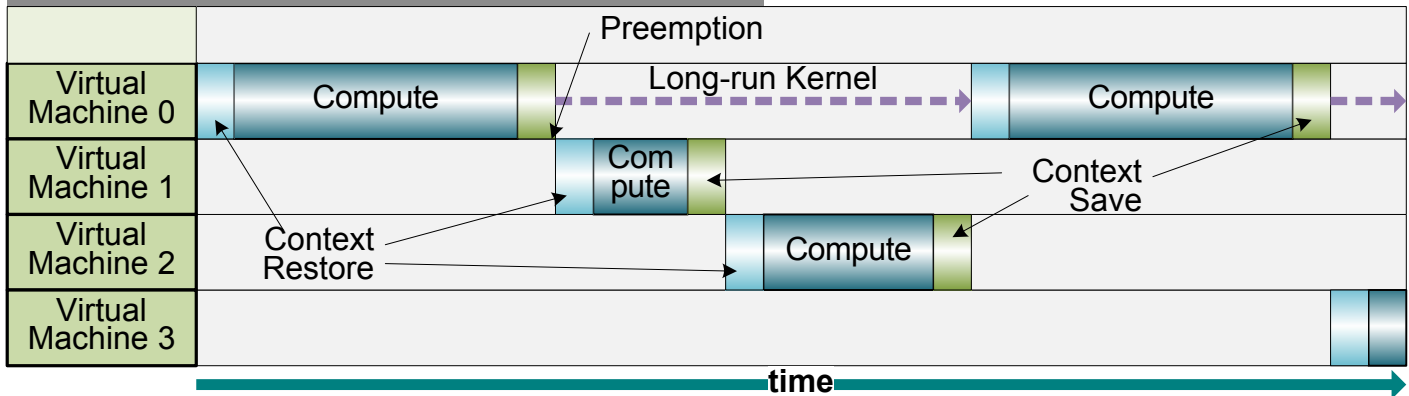 Preemption
Virtual
Machine 0
Compute
Long-run Kernel
Compute
Virtual
Machine 1
Com
pute
Context
Save
Virtual
Machine 2
Context
Restore
Compute
Virtual
Machine 3
time